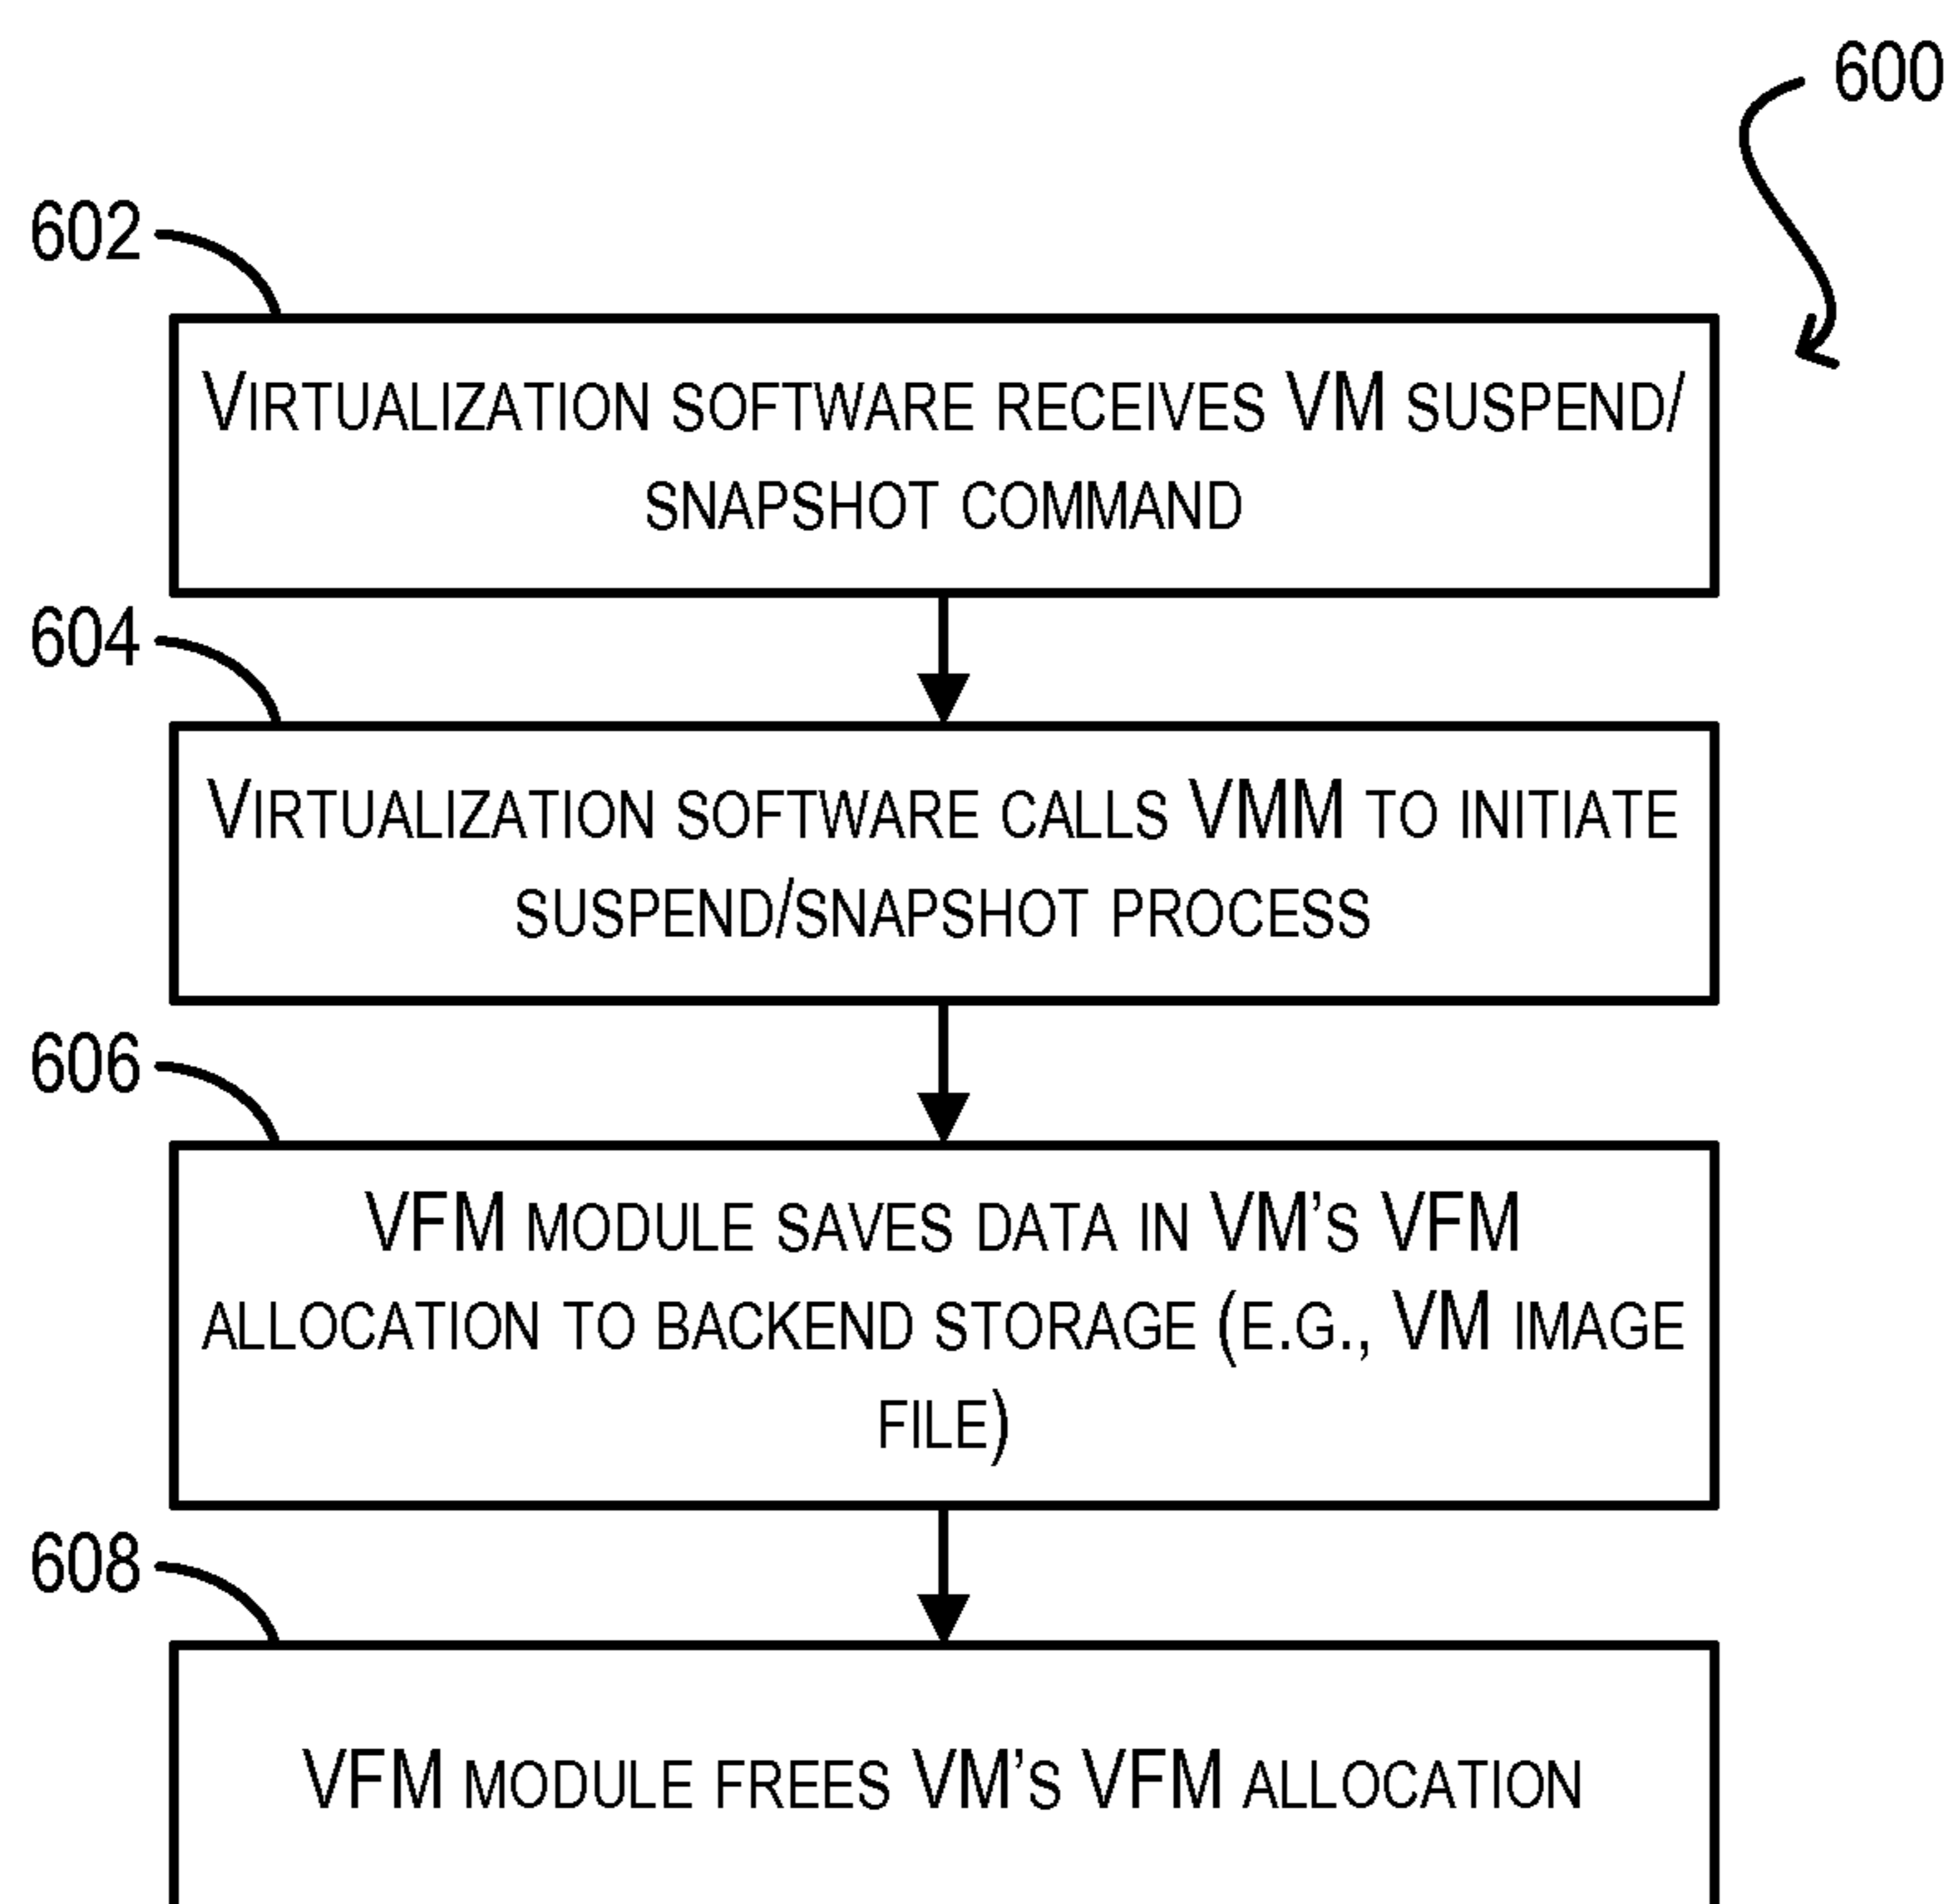 600
602
VIRTUALIZATION SOFTWARE RECEIVES VM SUSPEND/
SNAPSHOT COMMAND
604
VIRTUALIZATION SOFTWARE CALLS VMM TO INITIATE
SUSPEND/SNAPSHOT PROCESS
606
VFM MODULE SAVES DATA IN VM'S VFM
ALLOCATION TO BACKEND STORAGE (E.G., VM IMAGE
FILE)
608
VFM MODULE FREES VM'S VFM ALLOCATION